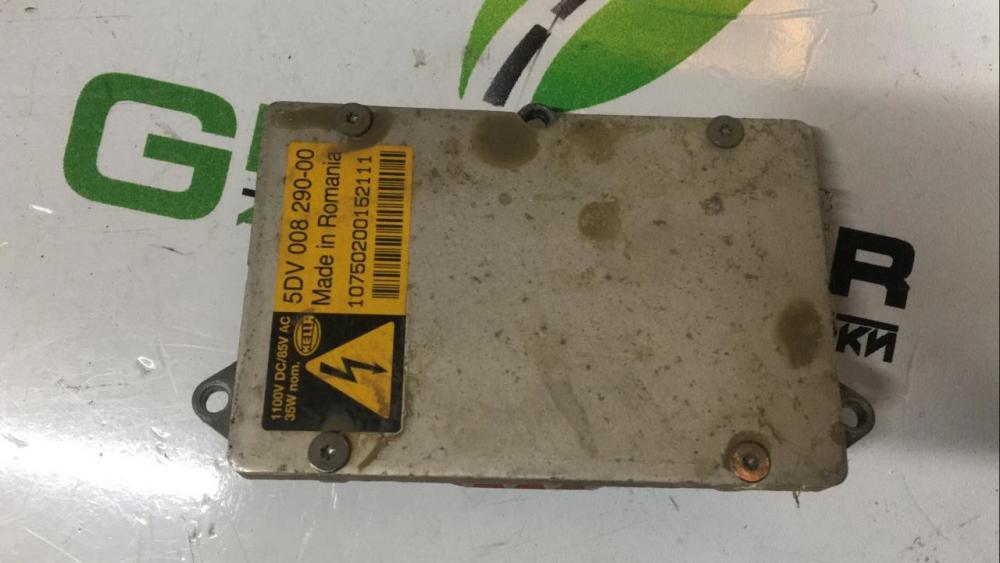 5DV 008 290-00
Made in Romania
10750200152111
1100V DC/85V AC
35W nom.
HELLA
G
R